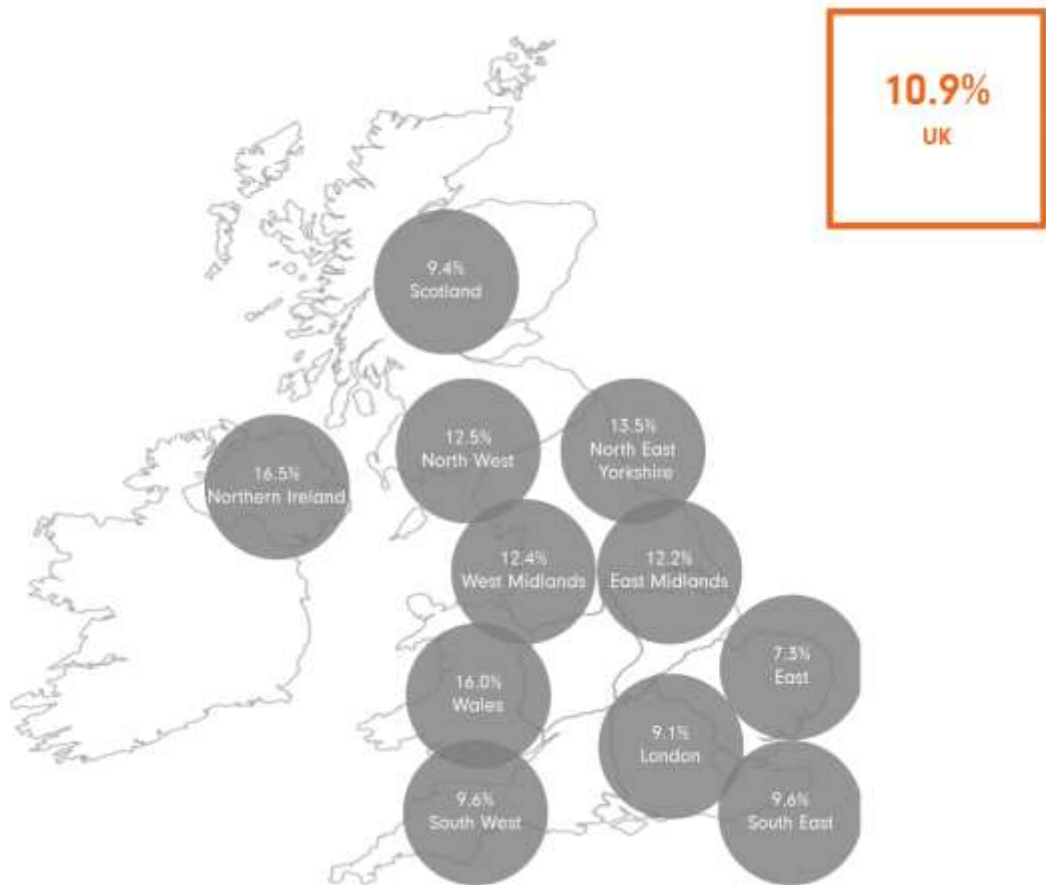 10.9%
UK
9.4%
Scotland
12.5%
North West
13.5%
North East
Yorkshire
16.5%
Northern Ireland
12.4%
West Midlands
12.2%
East Midlands
7.3%
East
16.0%
Wales
9.1%
London
9.6%
South West
9.6%
South East